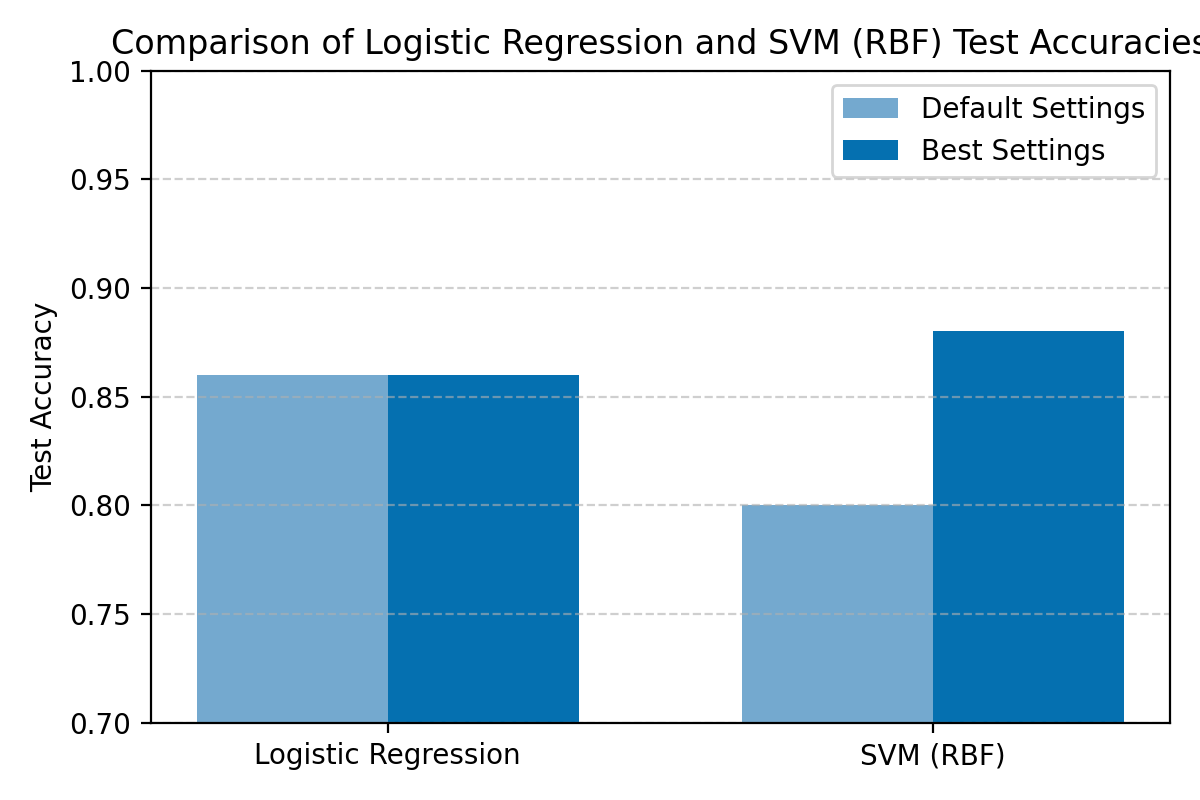 Comparison of Logistic Regression and SVM (RBF) Test Accuracies
1.00
Default Settings
Best Settings
0.95
0.90
0.85
0.80
0.75
0.70
Test Accuracy
Logistic Regression
SVM (RBF)